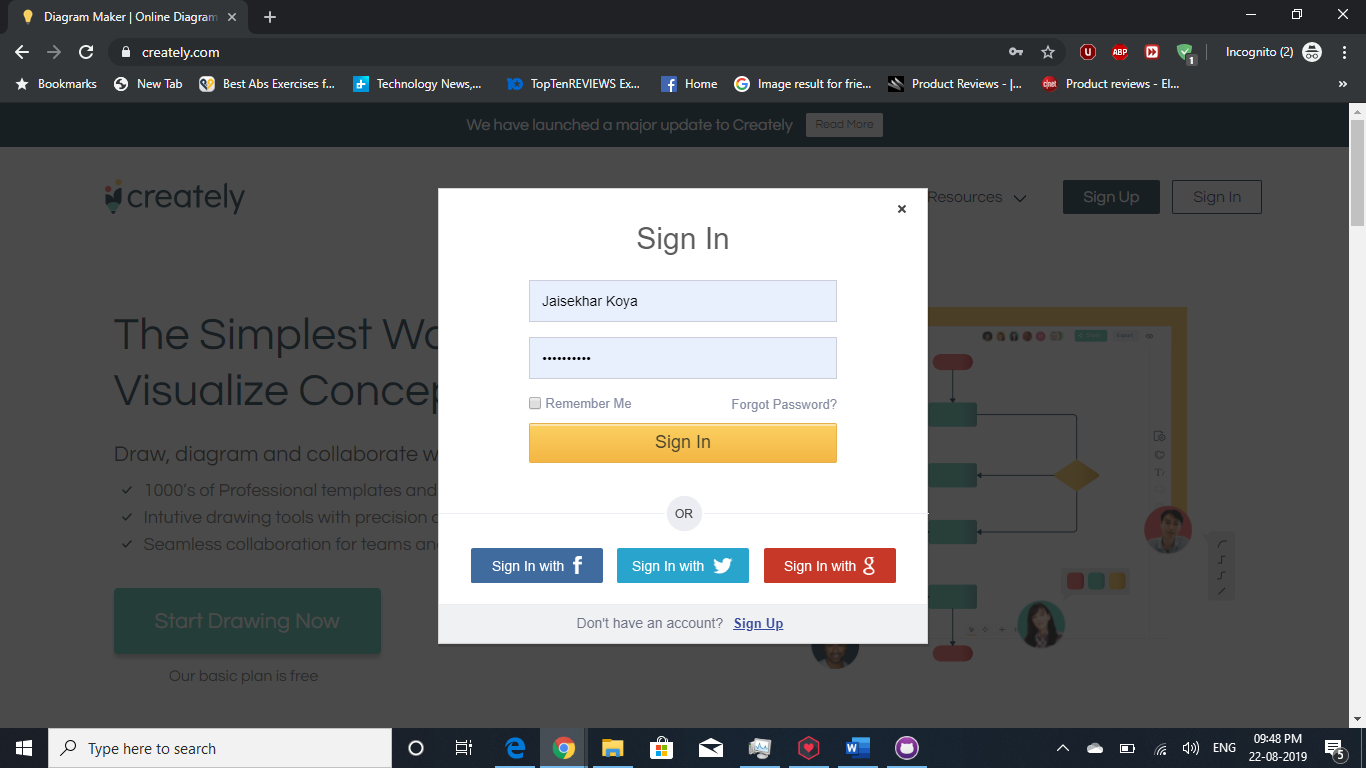 Diagram Maker | Online Diagram
creately.com
ABP
1
Incognito (2)
Bookmarks
New Tab
Best Abs Exercises f...
Technology News,...
TopTenREVIEWS Ex...
Home
Image result for frie...
Product Reviews - |...
Product reviews - El...
We have launched a major update to Creately
Read More
creately
Resources
Sign Up
Sign In
Sign In
Jaisekhar Koya
Remember Me
Forgot Password?
Sign In
OR
Sign In with
Sign In with
Sign In with
Don't have an account? Sign Up
The Simplest Wa
Visualize Concep
Draw, diagram and collaborate w
1000's of Professional templates and
Intutive drawing tools with precision
Seamless collaboration for teams an
Start Drawing Now
Our basic plan is free
Type here to search
ENG
09:48 PM
22-08-2019
5